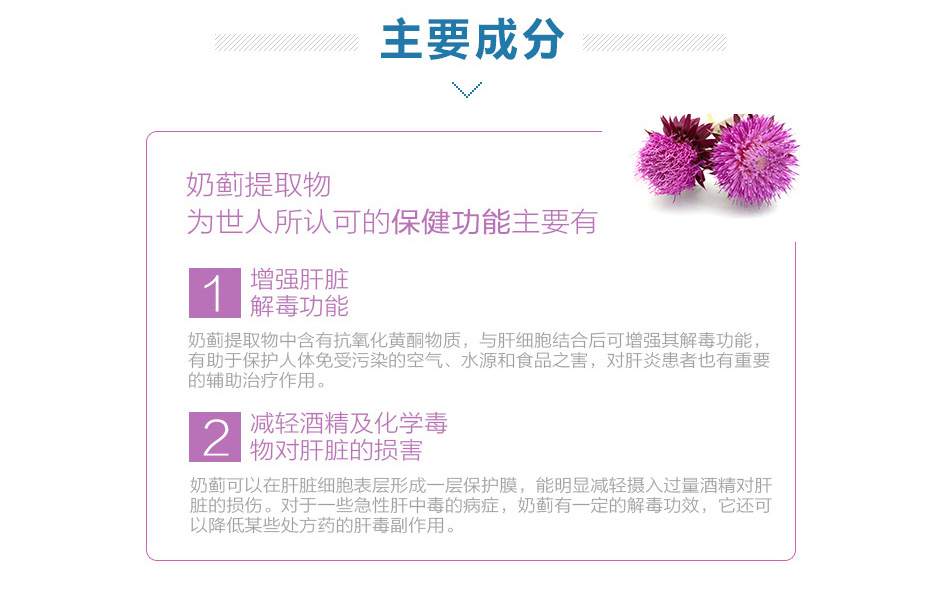 主要成分
奶蓟提取物
为世人所认可的保健功能主要有
1
增强肝脏
解毒功能
奶蓟提取物中含有抗氧化黄酮物质，与肝细胞结合后可增强其解毒功能，
有助于保护人体免受污染的空气、水源和食品之害，对肝炎患者也有重要
的辅助治疗作用。
2
减轻酒精及化学毒
物对肝脏的损害
奶蓟可以在肝脏细胞表层形成一层保护膜，能明显减轻摄入过量酒精对肝
脏的损伤。对于一些急性肝中毒的病症，奶蓟有一定的解毒功效，它还可
以降低某些处方药的肝毒副作用。